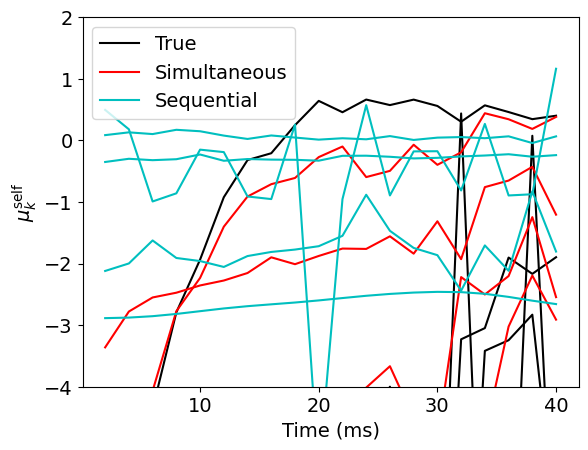 2
1
0
−1
−2
−3
−4
μ_k^self
True
Simultaneous
Sequential
10 20 30 40
Time (ms)